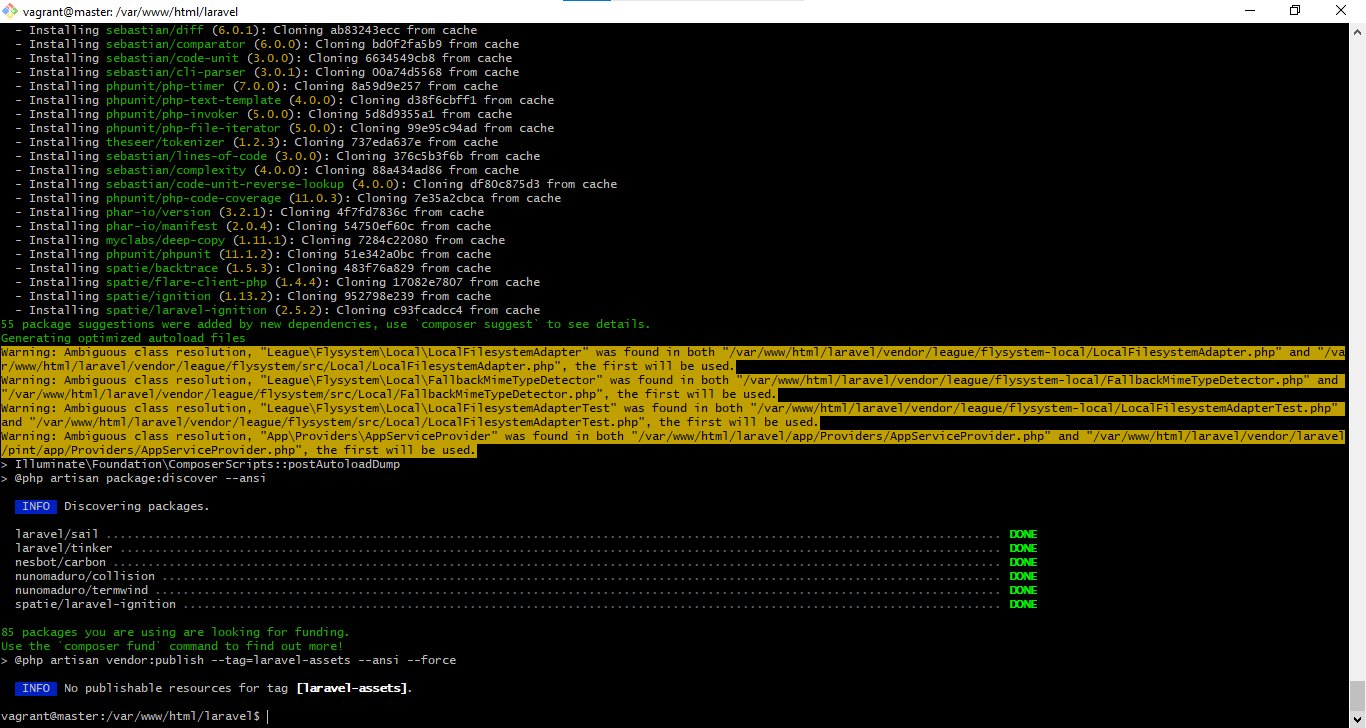 vagrant@master: /var/www/html/laravel
- Installing sebastian/diff (6.0.1): Cloning ab83243ecc from cache
- Installing sebastian/comparator (6.0.0): Cloning bd0f2fa5b9 from cache
- Installing sebastian/code-unit (3.0.0): Cloning 6634549cb8 from cache
- Installing sebastian/cli-parser (3.0.1): Cloning 00a74d5568 from cache
- Installing phpunit/php-timer (7.0.0): Cloning 8a59d9e257 from cache
- Installing phpunit/php-text-template (4.0.0): Cloning d38f6cbff1 from cache
- Installing phpunit/php-invoker (5.0.0): Cloning 5d8d9355a1 from cache
- Installing phpunit/php-file-iterator (5.0.0): Cloning 99e95c94ad from cache
- Installing theseer/tokenizer (1.2.3): Cloning 737eda637e from cache
- Installing sebastian/lines-of-code (3.0.0): Cloning 376c5b3f6b from cache
- Installing sebastian/complexity (4.0.0): Cloning 88a434ad86 from cache
- Installing sebastian/code-unit-reverse-lookup (4.0.0): Cloning df80c875d3 from cache
- Installing phpunit/php-code-coverage (11.0.3): Cloning 7e35a2cbca from cache
- Installing phar-io/version (3.2.1): Cloning 4f7fd7836c from cache
- Installing phar-io/manifest (2.0.4): Cloning 54750ef60c from cache
- Installing myclabs/deep-copy (1.11.1): Cloning 7284c22080 from cache
- Installing phpunit/phpunit (11.1.2): Cloning 51e342a0bc from cache
- Installing spatie/backtrace (1.5.3): Cloning 483f76a829 from cache
- Installing spatie/flare-client-php (1.4.4): Cloning 17082e7807 from cache
- Installing spatie/ignition (1.13.2): Cloning 952798e239 from cache
- Installing spatie/laravel-ignition (2.5.2): Cloning c93fcadcc4 from cache
55 package suggestions were added by new dependencies, use `composer suggest` to see details.
Generating optimized autoload files
Warning: Ambiguous class resolution, "League\Flysystem\Local\LocalFilesystemAdapter" was found in both "/var/www/html/laravel/vendor/league/flysystem-local/LocalFilesystemAdapter.php" and "/va
r/www/html/laravel/vendor/league/flysystem/src/Local/LocalFilesystemAdapter.php", the first will be used.
Warning: Ambiguous class resolution, "League\Flysystem\Local\FallbackMimeTypeDetector" was found in both "/var/www/html/laravel/vendor/league/flysystem-local/FallbackMimeTypeDetector.php" and
"/var/www/html/laravel/vendor/league/flysystem/src/Local/FallbackMimeTypeDetector.php", the first will be used.
Warning: Ambiguous class resolution, "League\Flysystem\Local\LocalFilesystemAdapterTest" was found in both "/var/www/html/laravel/vendor/league/flysystem-local/LocalFilesystemAdapterTest.php"
and "/var/www/html/laravel/vendor/league/flysystem/src/Local/LocalFilesystemAdapterTest.php", the first will be used.
Warning: Ambiguous class resolution, "App\Providers\AppServiceProvider" was found in both "/var/www/html/laravel/app/Providers/AppServiceProvider.php" and "/var/www/html/laravel/vendor/laravel
/pint/app/Providers/AppServiceProvider.php", the first will be used.
> Illuminate\Foundation\ComposerScripts::postAutoloadDump
> @php artisan package:discover --ansi
INFO Discovering packages.
laravel/sail ................................................................................................................................ DONE
laravel/tinker .............................................................................................................................. DONE
nesbot/carbon ............................................................................................................................... DONE
nunomaduro/collision ........................................................................................................................ DONE
nunomaduro/termwind ......................................................................................................................... DONE
spatie/laravel-ignition ..................................................................................................................... DONE
85 packages you are using are looking for funding.
Use the `composer fund` command to find out more!
> @php artisan vendor:publish --tag=laravel-assets --ansi --force
INFO No publishable resources for tag [laravel-assets].
vagrant@master:/var/www/html/laravel$